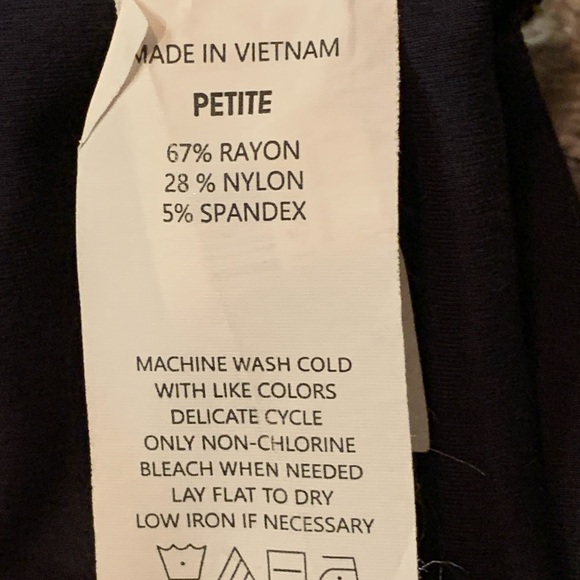 MADE IN VIETNAM
PETITE
67% RAYON
28 % NYLON
5% SPANDEX
MACHINE WASH COLD
WITH LIKE COLORS
DELICATE CYCLE
ONLY NON-CHLORINE
BLEACH WHEN NEEDED
LAY FLAT TO DRY
LOW IRON IF NECESSARY